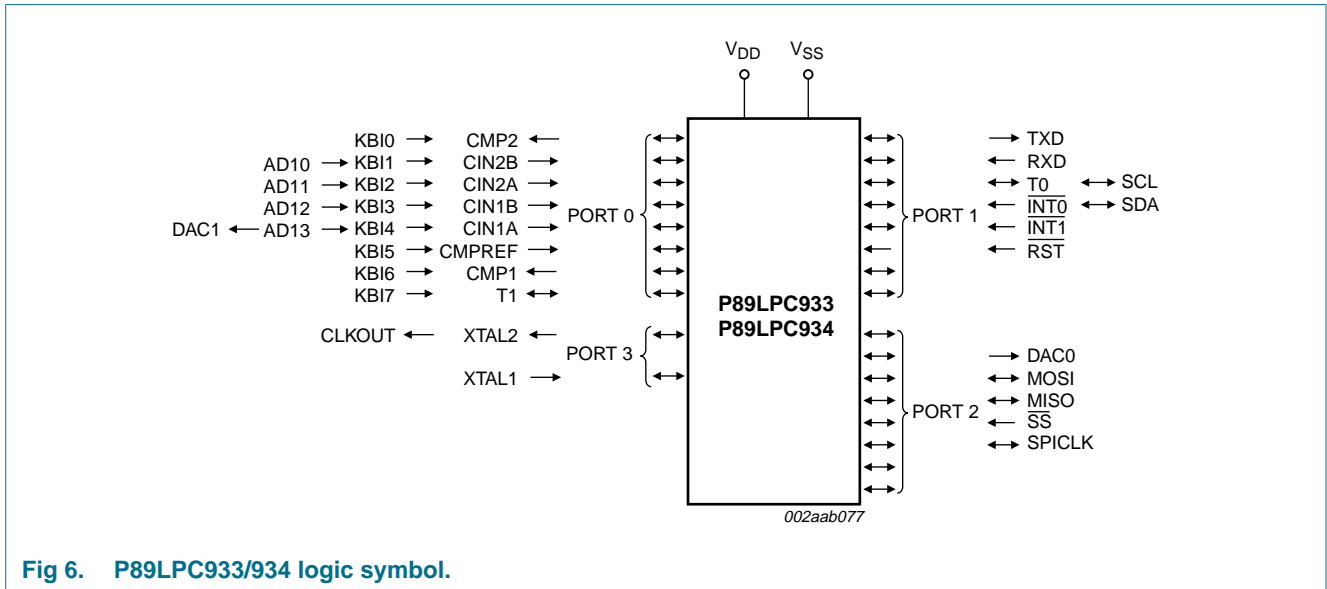 VDD VSS
KBI0 CMP2 TXD
AD10 KBI1 CIN2B RXD
AD11 KBI2 CIN2A T0 SCL
AD12 KBI3 CIN1B PORT 0 PORT 1 INT0 SDA
DAC1 AD13 KBI4 CIN1A INT1
KBI5 CMPREF RST
KBI6 CMP1
KBI7 T1
P89LPC933
P89LPC934
CLKOUT XTAL2
PORT 3 DAC0
XTAL1 MOSI
MISO
PORT 2 SS
SPICLK
002aab077
Fig 6. P89LPC933/934 logic symbol.